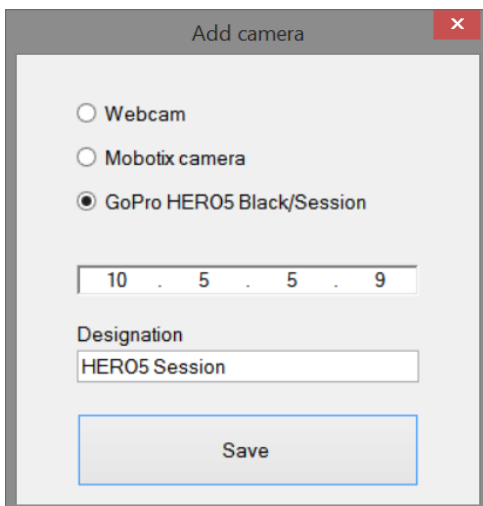 Add camera
Webcam
Mobotix camera
GoPro HERO5 Black/Session
10 . 5 . 5 . 9
Designation
HERO5 Session
Save